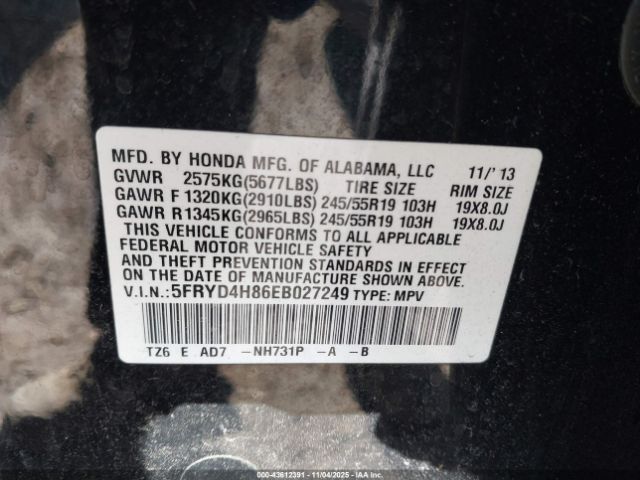 MFD. BY HONDA MFG. OF ALABAMA, LLC 11/'13
GVWR 2575KG(5677LBS) TIRE SIZE RIM SIZE
GAWR F 1320KG(2910LBS) 245/55R19 103H 19X8.0J
GAWR R1345KG(2965LBS) 245/55R19 103H 19X8.0J
THIS VEHICLE CONFORMS TO ALL APPLICABLE
FEDERAL MOTOR VEHICLE SAFETY
AND THEFT PREVENTION STANDARDS IN EFFECT
ON THE DATE OF MANUFACTURE SHOWN ABOVE.
V.I.N.:5FRYD4H86EB027249 TYPE: MPV
TZ6 E AD7 –NH731P –A –B
000-43612391 - 11/04/2025 - IAAI.COM